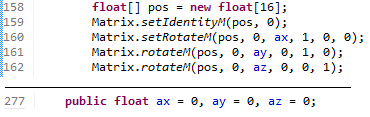 158 float[] pos = new float[16];
159 Matrix.setIdentityM(pos, 0);
160 Matrix.setRotateM(pos, 0, ax, 1, 0, 0);
161 Matrix.rotateM(pos, 0, ay, 0, 1, 0);
162 Matrix.rotateM(pos, 0, az, 0, 0, 1);
277 public float ax = 0, ay = 0, az = 0;